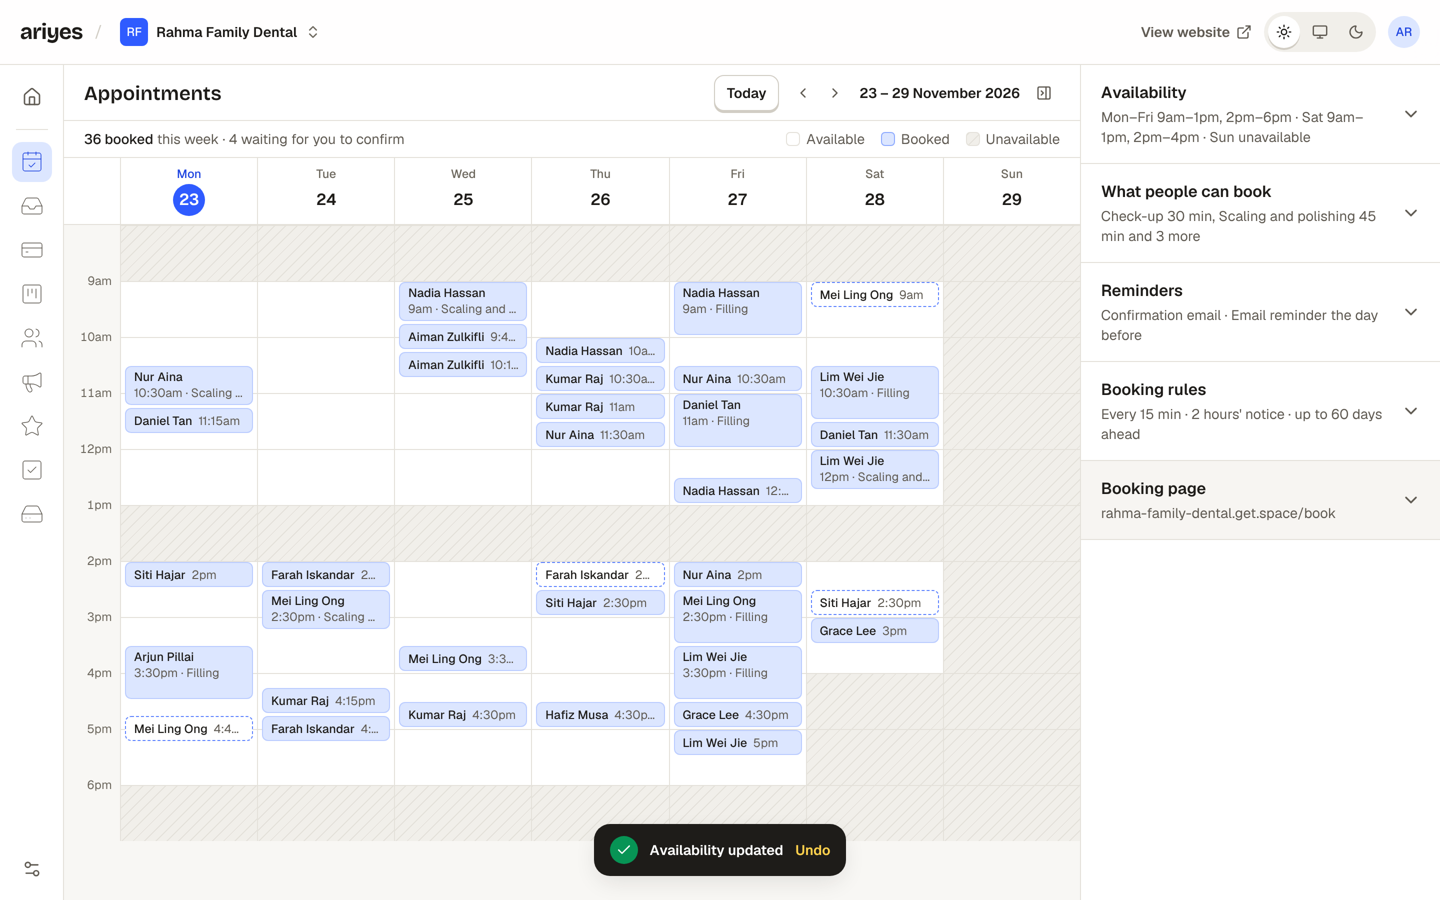 ariyes / RF Rahma Family Dental
View website
AR
Appointments
Today
23 – 29 November 2026
36 booked this week · 4 waiting for you to confirm
Available
Booked
Unavailable
Mon
23
Tue
24
Wed
25
Thu
26
Fri
27
Sat
28
Sun
29
9am
10am
11am
12pm
1pm
2pm
3pm
4pm
5pm
6pm
Nur Aina
10:30am · Scaling ...
Daniel Tan 11:15am
Siti Hajar 2pm
Arjun Pillai
3:30pm · Filling
Mei Ling Ong 4:4...
Farah Iskandar 2...
Mei Ling Ong
2:30pm · Scaling ...
Kumar Raj 4:15pm
Farah Iskandar 4:...
Nadia Hassan
9am · Scaling and ...
Aiman Zulkifli 9:4...
Aiman Zulkifli 10:1...
Mei Ling Ong 3:3...
Kumar Raj 4:30pm
Nadia Hassan 10a...
Kumar Raj 10:30a...
Kumar Raj 11am
Nur Aina 11:30am
Farah Iskandar 2...
Siti Hajar 2:30pm
Hafiz Musa 4:30p...
Nadia Hassan
9am · Filling
Nur Aina 10:30am
Daniel Tan
11am · Filling
Nadia Hassan 12:...
Nur Aina 2pm
Mei Ling Ong
2:30pm · Filling
Lim Wei Jie
3:30pm · Filling
Grace Lee 4:30pm
Lim Wei Jie 5pm
Mei Ling Ong 9am
Lim Wei Jie
10:30am · Filling
Daniel Tan 11:30am
Lim Wei Jie
12pm · Scaling and...
Siti Hajar 2:30pm
Grace Lee 3pm
Availability
Mon–Fri 9am–1pm, 2pm–6pm · Sat 9am–
1pm, 2pm–4pm · Sun unavailable
What people can book
Check-up 30 min, Scaling and polishing 45
min and 3 more
Reminders
Confirmation email · Email reminder the day
before
Booking rules
Every 15 min · 2 hours' notice · up to 60 days
ahead
Booking page
rahma-family-dental.get.space/book
Availability updated Undo